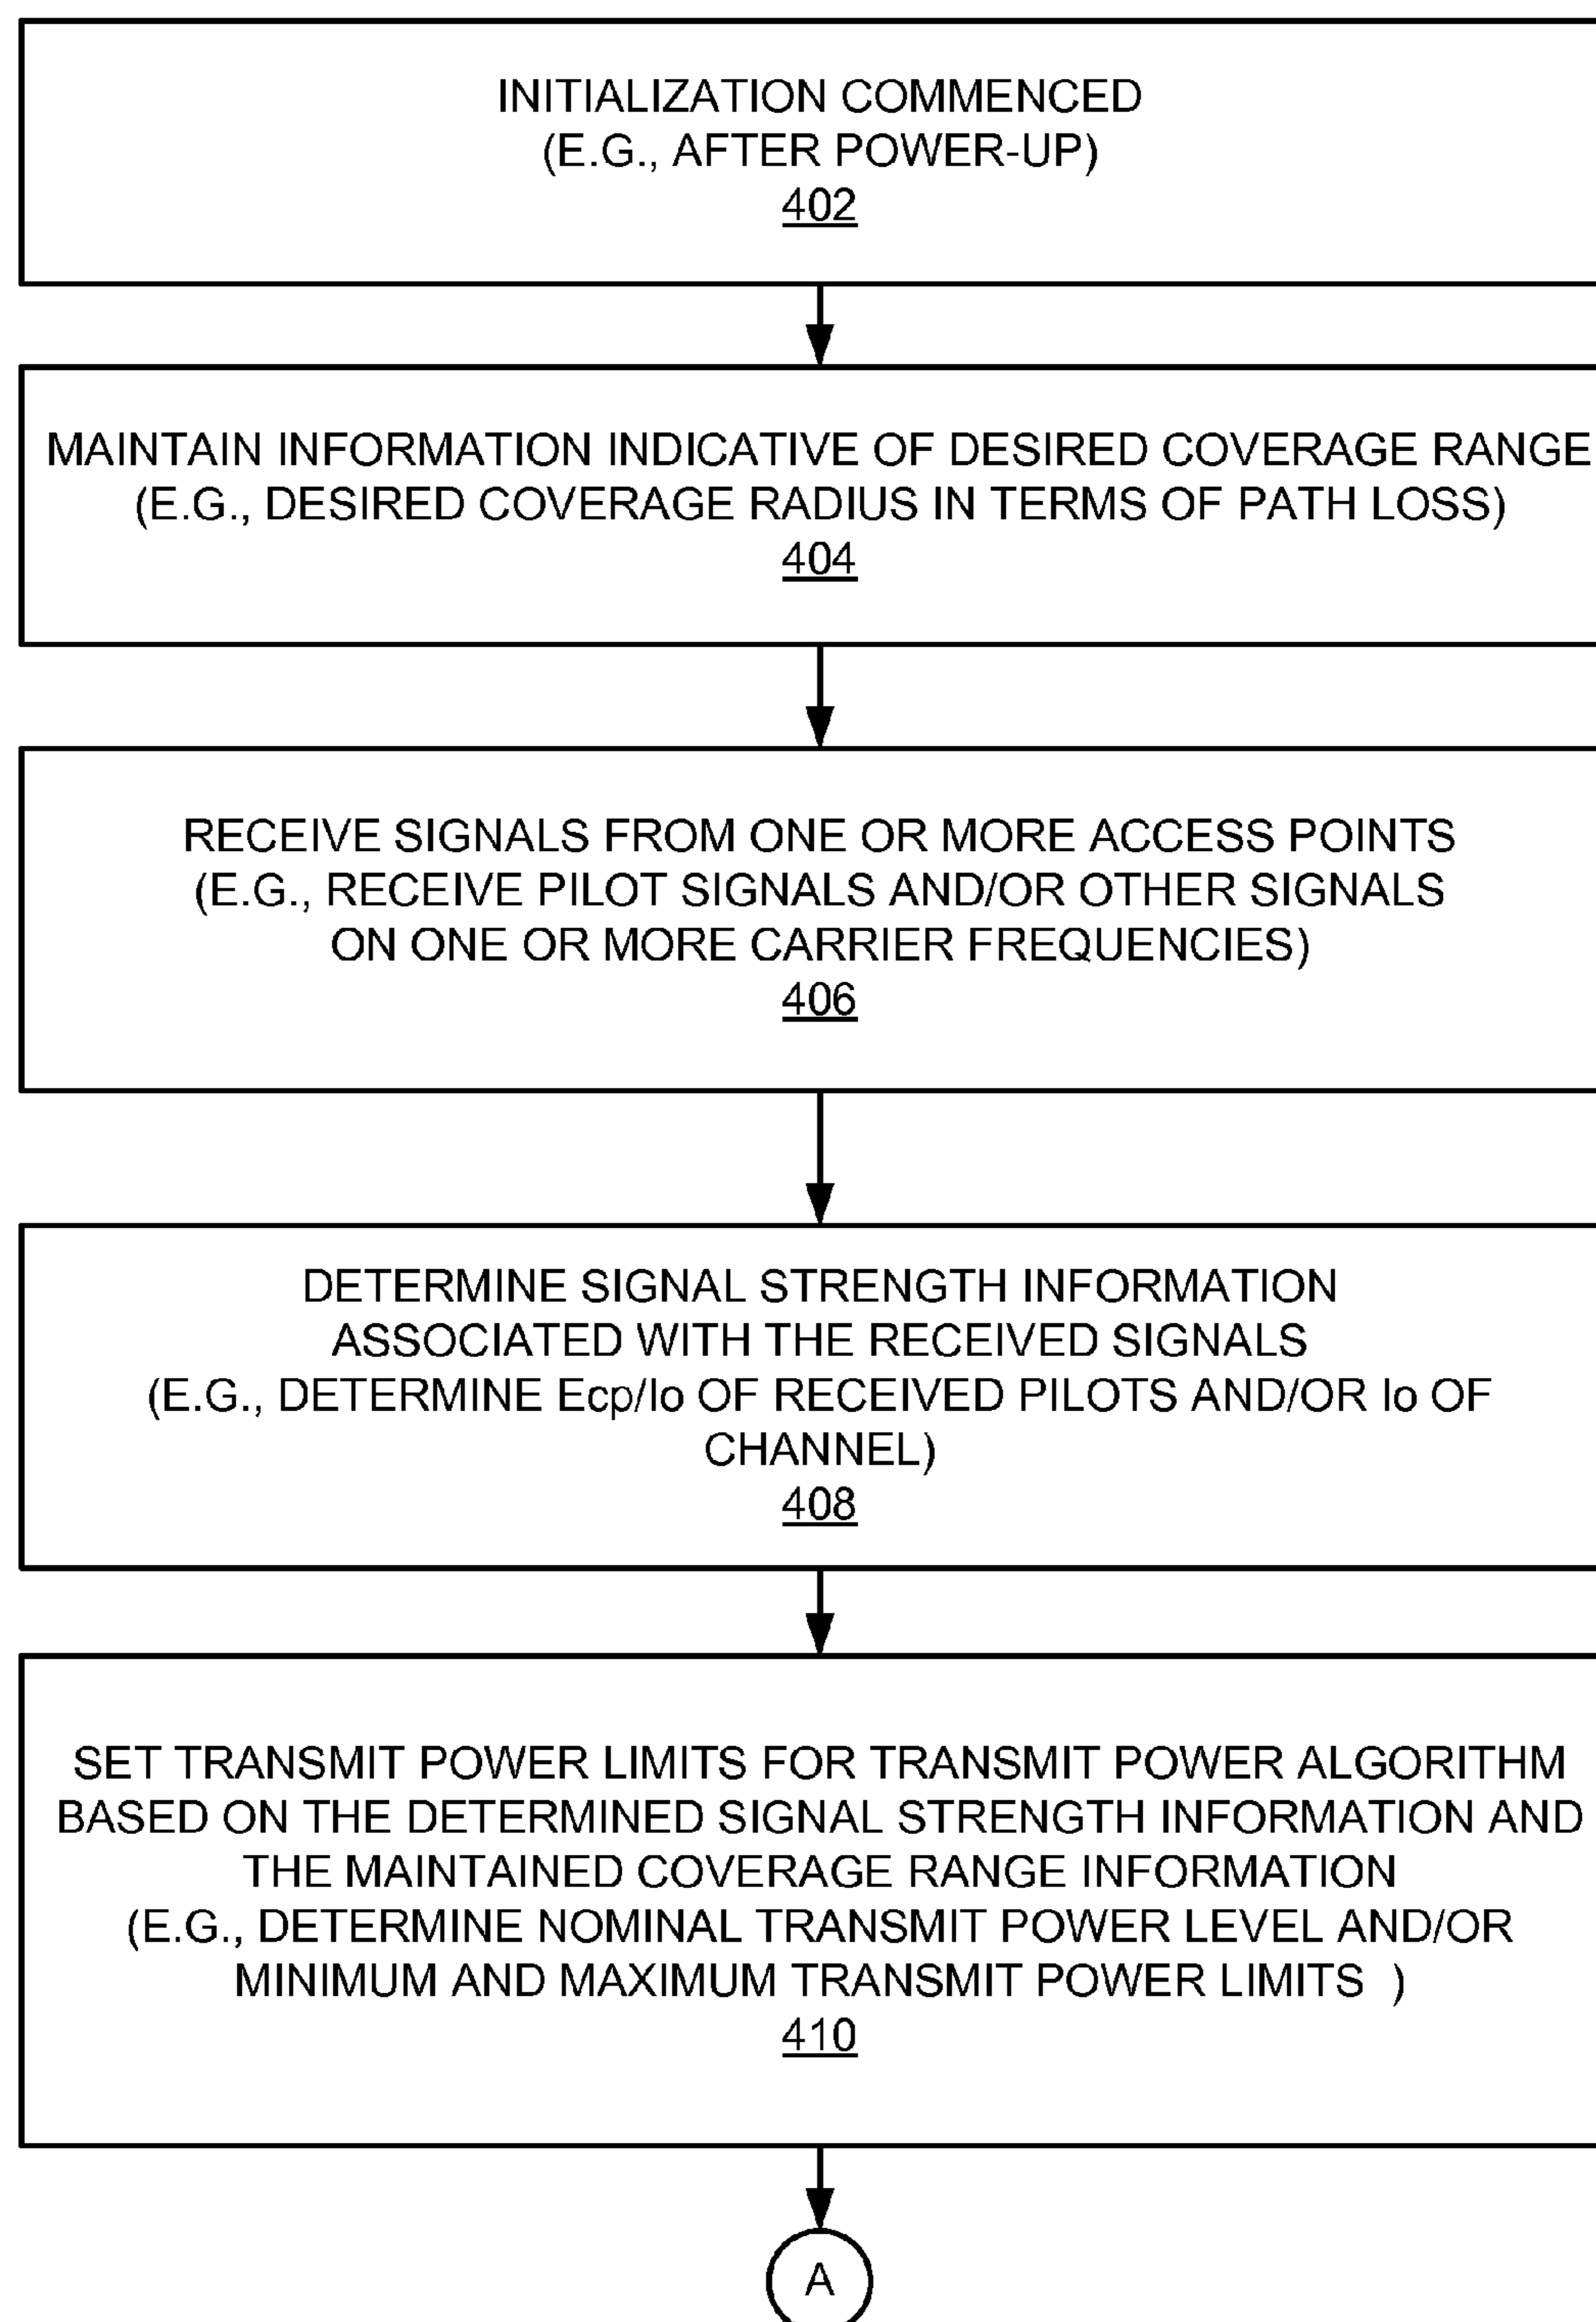 INITIALIZATION COMMENCED
(E.G., AFTER POWER-UP)
402
MAINTAIN INFORMATION INDICATIVE OF DESIRED COVERAGE RANGE
(E.G., DESIRED COVERAGE RADIUS IN TERMS OF PATH LOSS)
404
RECEIVE SIGNALS FROM ONE OR MORE ACCESS POINTS
(E.G., RECEIVE PILOT SIGNALS AND/OR OTHER SIGNALS
ON ONE OR MORE CARRIER FREQUENCIES)
406
DETERMINE SIGNAL STRENGTH INFORMATION
ASSOCIATED WITH THE RECEIVED SIGNALS
(E.G., DETERMINE Ecp/Io OF RECEIVED PILOTS AND/OR Io OF
CHANNEL)
408
SET TRANSMIT POWER LIMITS FOR TRANSMIT POWER ALGORITHM
BASED ON THE DETERMINED SIGNAL STRENGTH INFORMATION AND
THE MAINTAINED COVERAGE RANGE INFORMATION
(E.G., DETERMINE NOMINAL TRANSMIT POWER LEVEL AND/OR
MINIMUM AND MAXIMUM TRANSMIT POWER LIMITS )
410
A